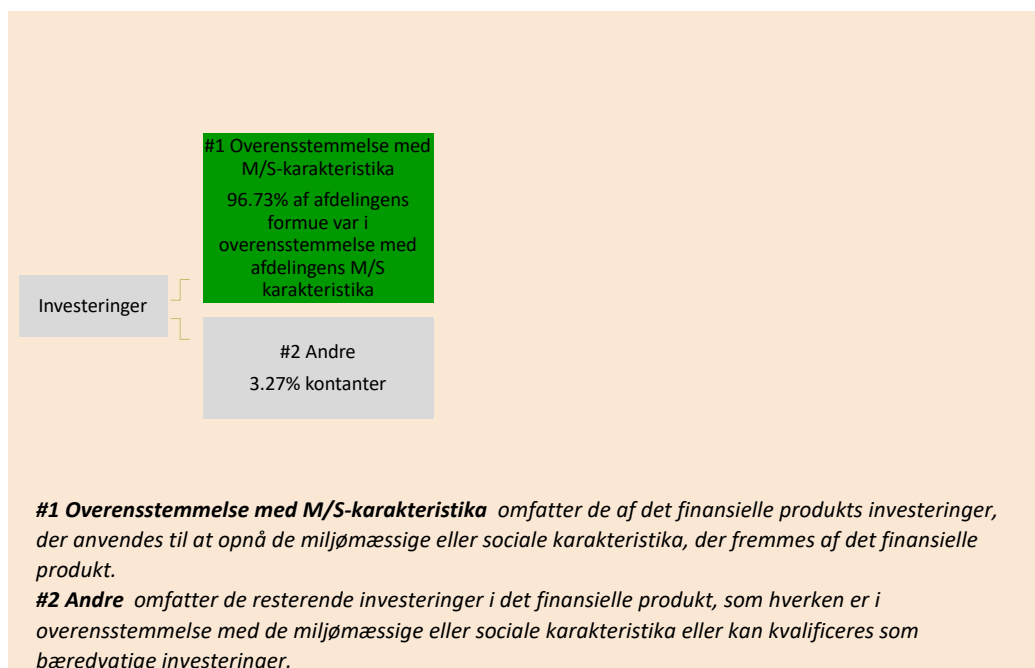 #1 Overensstemmelse med
M/S-karakteristika
96.73% af afdelingens
formue var i
overensstemmelse med
afdelingens M/S
karakteristika
Investeringer
#2 Andre
3.27% kontanter
#1 Overensstemmelse med M/S-karakteristika omfatter de af det finansielle produkts investeringer,
der anvendes til at opnå de miljømæssige eller sociale karakteristika, der fremmes af det finansielle
produkt.
#2 Andre omfatter de resterende investeringer i det finansielle produkt, som hverken er i
overensstemmelse med de miljømæssige eller sociale karakteristika eller kan kvalificeres som
bæredygtige investeringer.